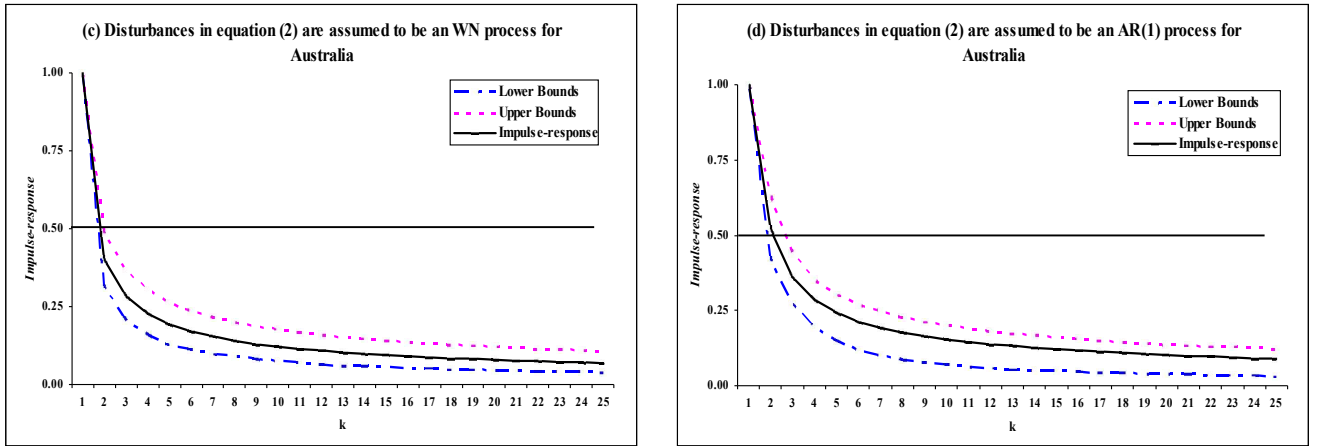 (c) Disturbances in equation (2) are assumed to be an WN process for
Australia
1.00
0.75
0.50
0.25
0.00
Impulse-response
Lower Bounds
Upper Bounds
Impulse-response
1 2 3 4 5 6 7 8 9 10 11 12 13 14 15 16 17 18 19 20 21 22 23 24 25
k
(d) Disturbances in equation (2) are assumed to be an AR(1) process for
Australia
1.00
0.75
0.50
0.25
0.00
Impulse-response
Lower Bounds
Upper Bounds
Impulse-response
1 2 3 4 5 6 7 8 9 10 11 12 13 14 15 16 17 18 19 20 21 22 23 24 25
k